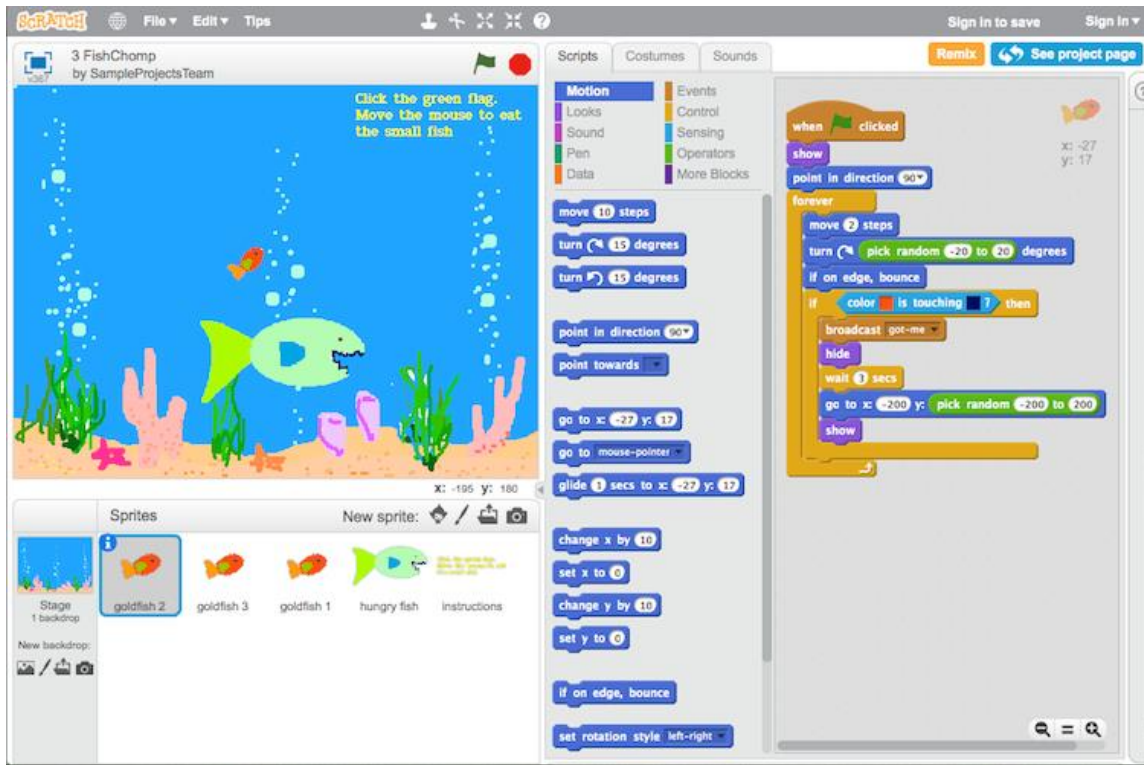 SCRATCH File Edit Tips Sign in to save Sign in
v387
3 FishChomp
by SampleProjectsTeam
Click the green flag.
Move the mouse to eat
the small fish
X: -195 Y: 180
Sprites New sprite:
Stage
1 backdrop
New backdrop:
goldfish 2 goldfish 3 goldfish 1 hungry fish instructions
Scripts Costumes Sounds
Remix See project page
Motion Events
Looks Control
Sound Sensing
Pen Operators
Data More Blocks
move 10 steps
turn 15 degrees
turn 15 degrees
point in direction 90
point towards
go to x: -27 y: 17
go to mouse-pointer
glide 1 secs to x: -27 y: 17
change x by 10
set x to 0
change y by 10
set y to 0
if on edge, bounce
set rotation style left-right
when clicked
show
point in direction 90
forever
move 2 steps
turn pick random -20 to 20 degrees
if on edge, bounce
if color is touching ? then
broadcast got-me
hide
wait secs
go to x: -200 y: pick random -200 to 200
show
x: -27
y: 17